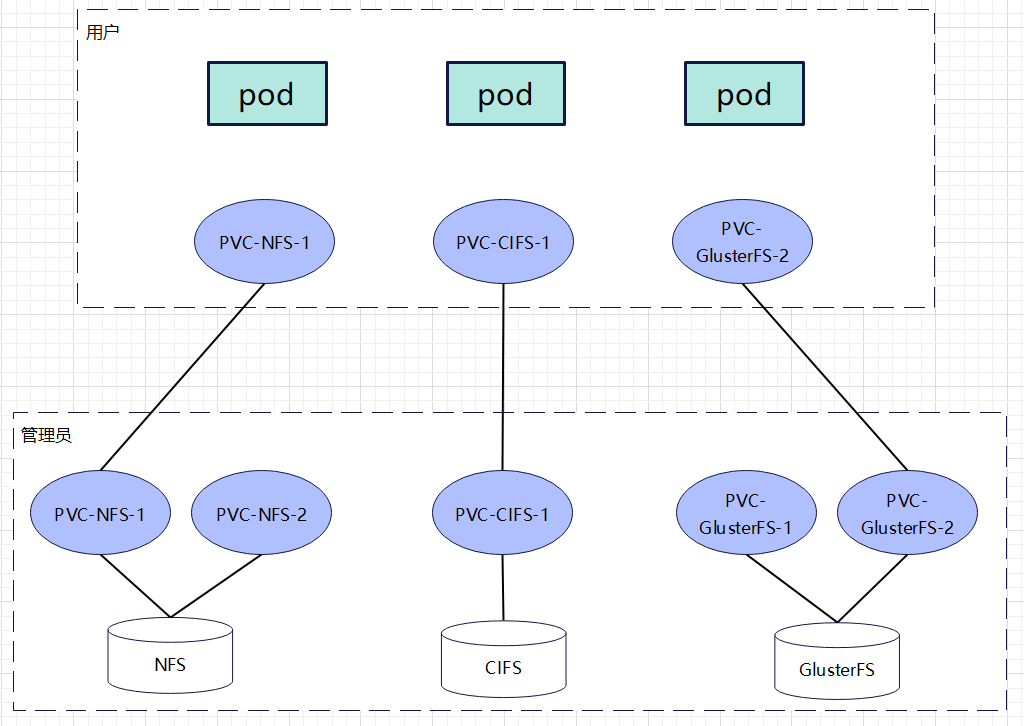 用户
pod
pod
pod
PVC-NFS-1
PVC-CIFS-1
PVC-
GlusterFS-2
管理员
PVC-NFS-1
PVC-NFS-2
PVC-CIFS-1
PVC-
GlusterFS-1
PVC-
GlusterFS-2
NFS
CIFS
GlusterFS